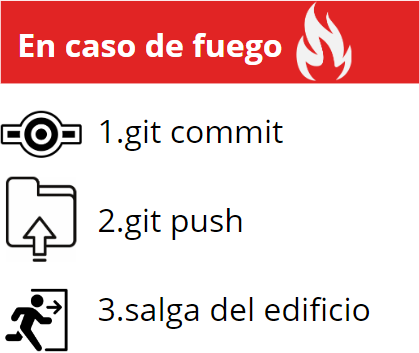 En caso de fuego
1.git commit
2.git push
3.salga del edificio